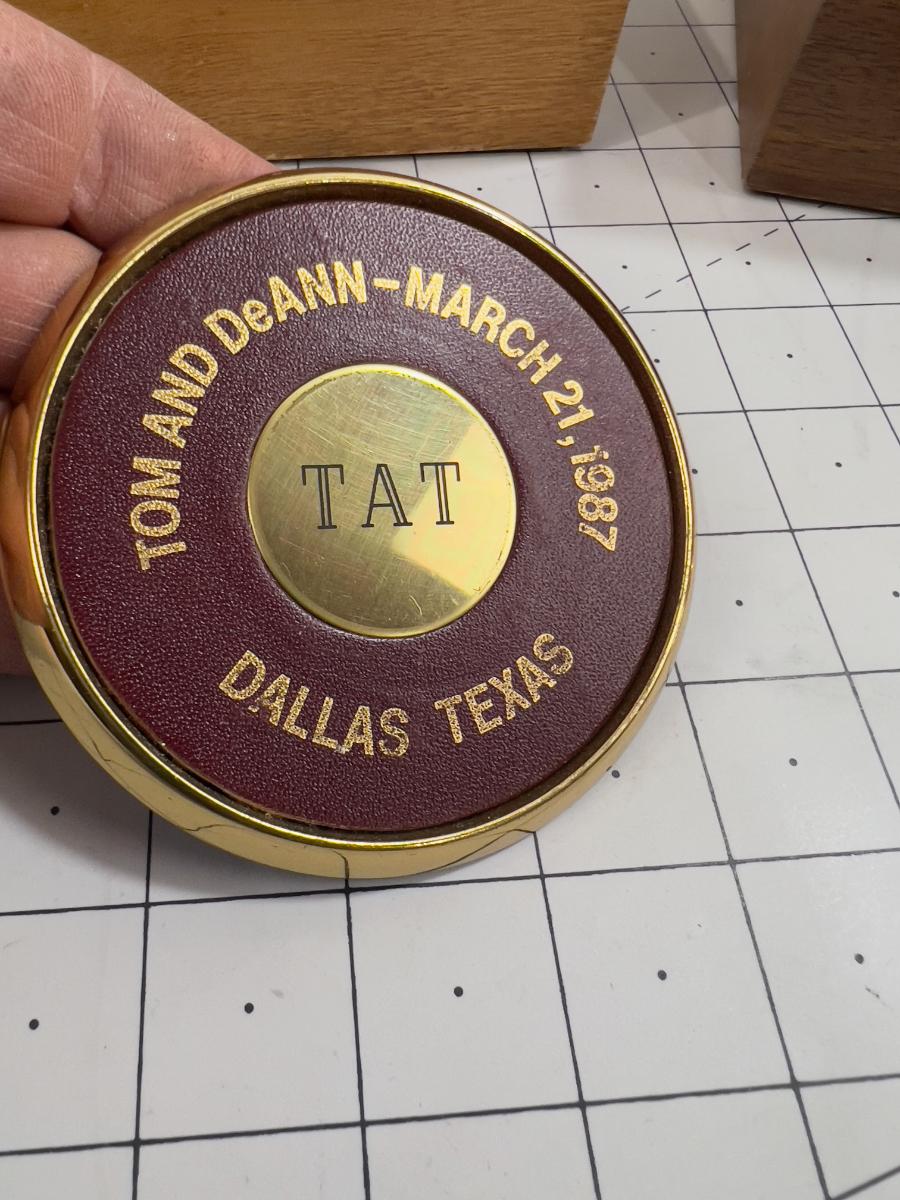 TOM AND DeANN-MARCH 21, 1987
TAT
DALLAS TEXAS